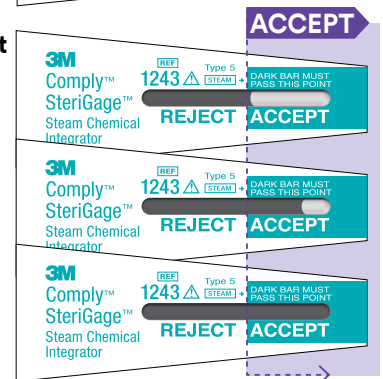 ACCEPT
t
3M
Comply™
SteriGage™
Steam Chemical
Integrator
REF
1243
Type 5
STEAM
DARK BAR MUST
PASS THIS POINT
REJECT
ACCEPT
3M
Comply™
SteriGage™
Steam Chemical
Integrator
REF
1243
Type 5
STEAM
DARK BAR MUST
PASS THIS POINT
REJECT
ACCEPT
3M
Comply™
SteriGage™
Steam Chemical
Integrator
REF
1243
Type 5
STEAM
DARK BAR MUST
PASS THIS POINT
REJECT
ACCEPT